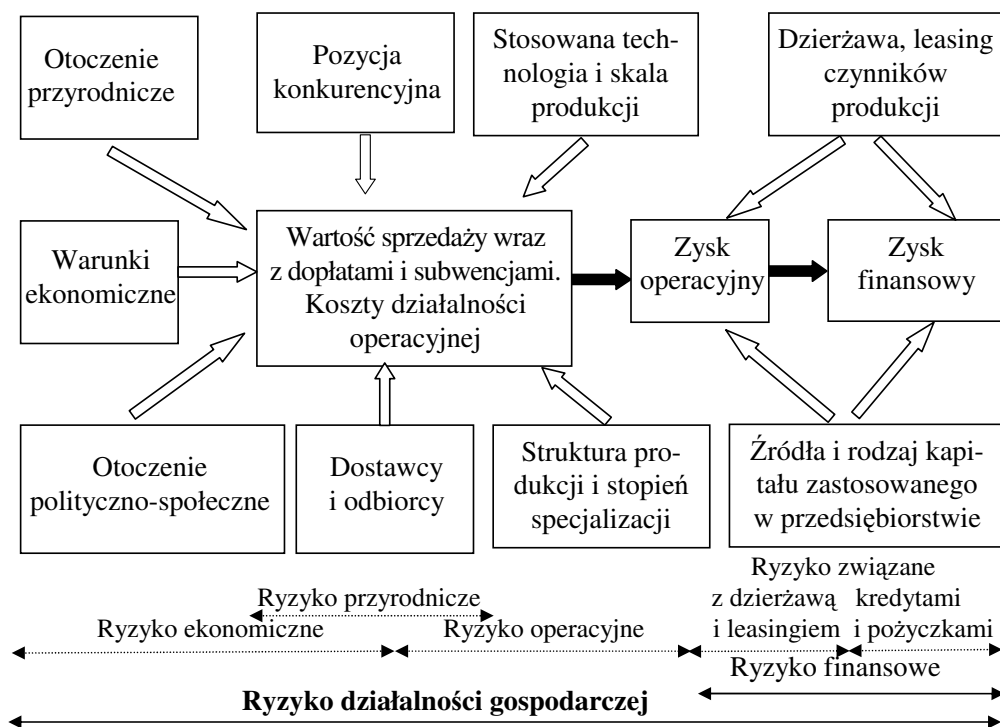 Otoczenie
przyrodnicze
Pozycja
konkurencyjna
Stosowana tech-
nologia i skala
produkcji
Dzierżawa, leasing
czynników
produkcji
Warunki
ekonomiczne
Wartość sprzedaży wraz
z dopłatami i subwencjami.
Koszty działalności
operacyjnej
Zysk
operacyjny
Zysk
finansowy
Otoczenie
polityczno-społeczne
Dostawcy
i odbiorcy
Struktura pro-
dukcji i stopień
specjalizacji
Źródła i rodzaj kapi-
tału zastosowanego
w przedsiębiorstwie
Ryzyko przyrodnicze
Ryzyko ekonomiczne
Ryzyko operacyjne
Ryzyko związane
z dzierżawą kredytami
i leasingiem i pożyczkami
Ryzyko finansowe
Ryzyko działalności gospodarczej